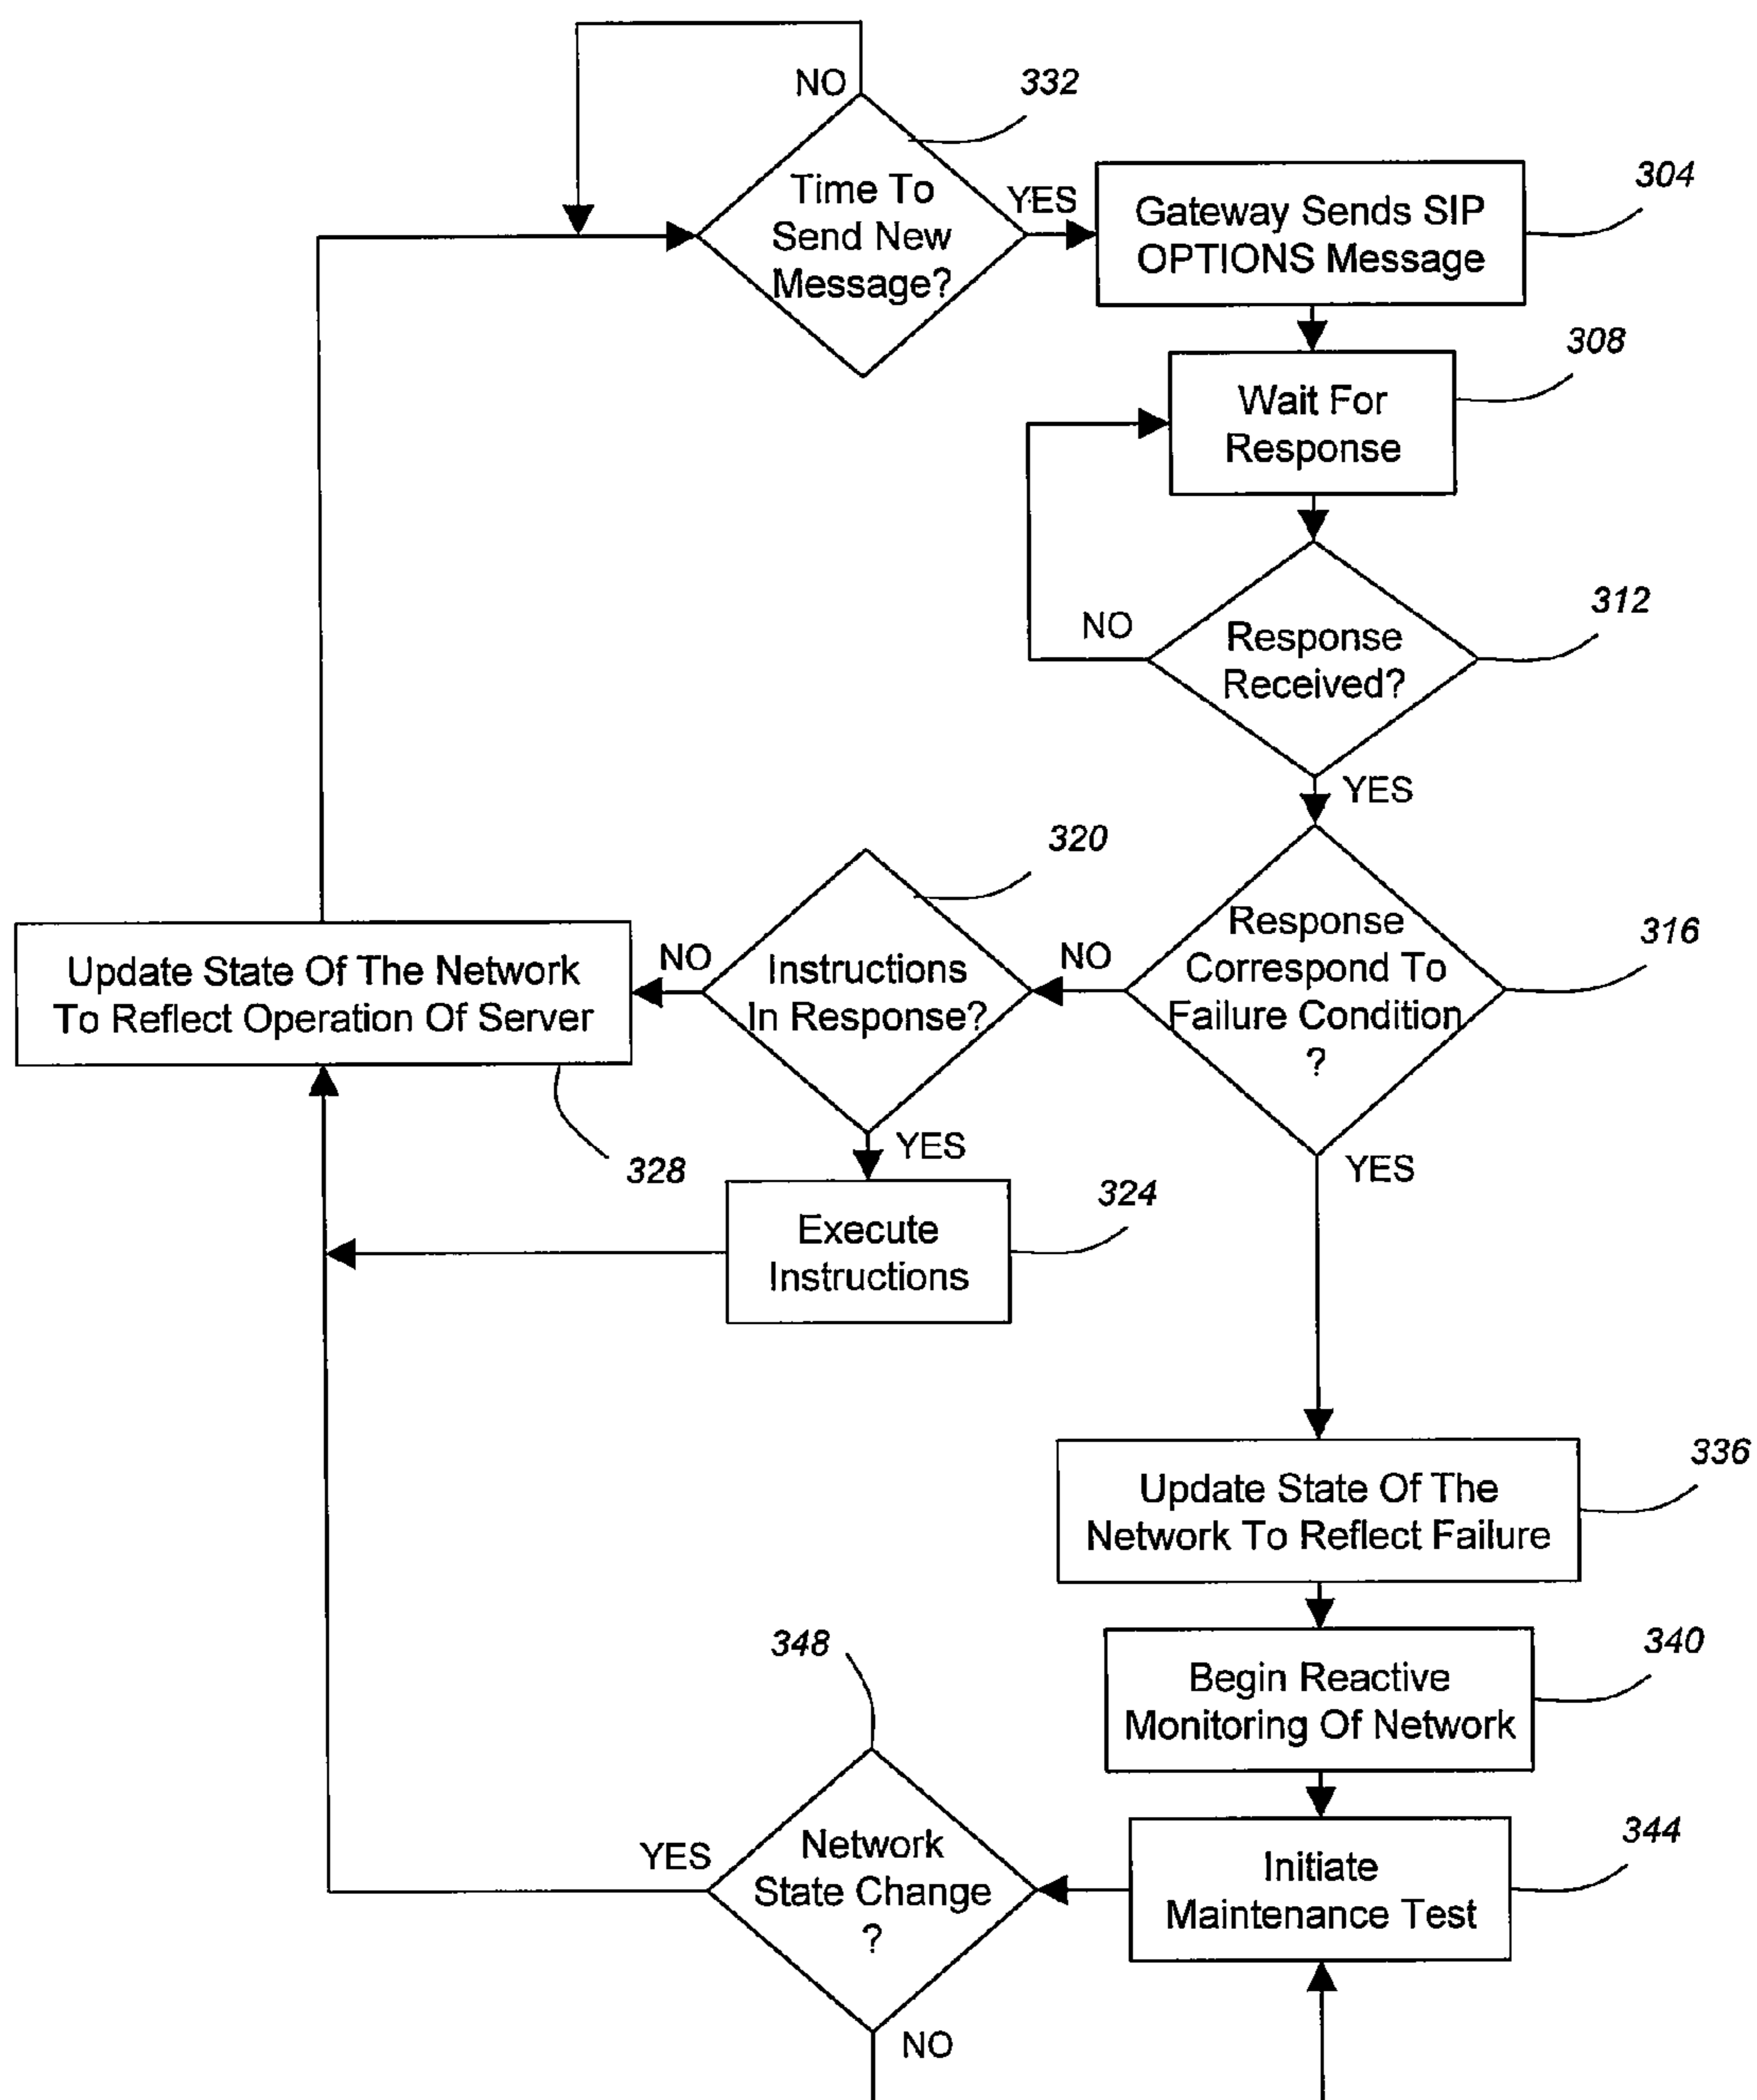 NO
332
Time To
Send New
Message?
YES
304
Gateway Sends SIP
OPTIONS Message
308
Wait For
Response
312
NO
Response
Received?
YES
320
316
Response
Correspond To
Failure Condition
?
NO
Instructions
In Response?
NO
Update State Of The Network
To Reflect Operation Of Server
328
YES
YES
324
Execute
Instructions
336
Update State Of The
Network To Reflect Failure
340
Begin Reactive
Monitoring Of Network
348
344
Initiate
Maintenance Test
YES
Network
State Change
?
NO